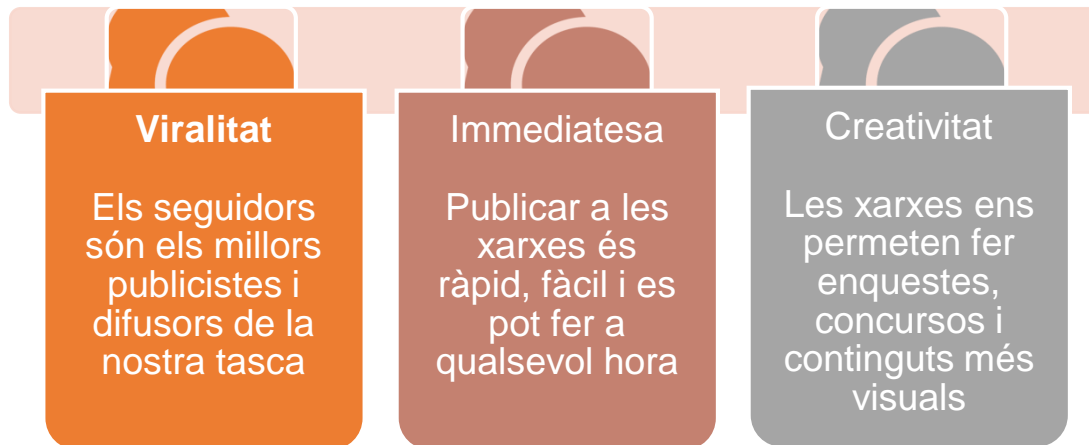 Viralitat
Els seguidors
són els millors
publicistes i
difusors de la
nostra tasca
Immediatesa
Publicar a les
xarxes és
ràpid, fàcil i es
pot fer a
qualsevol hora
Creativitat
Les xarxes ens
permeten fer
enquestes,
concursos i
continguts més
visuals